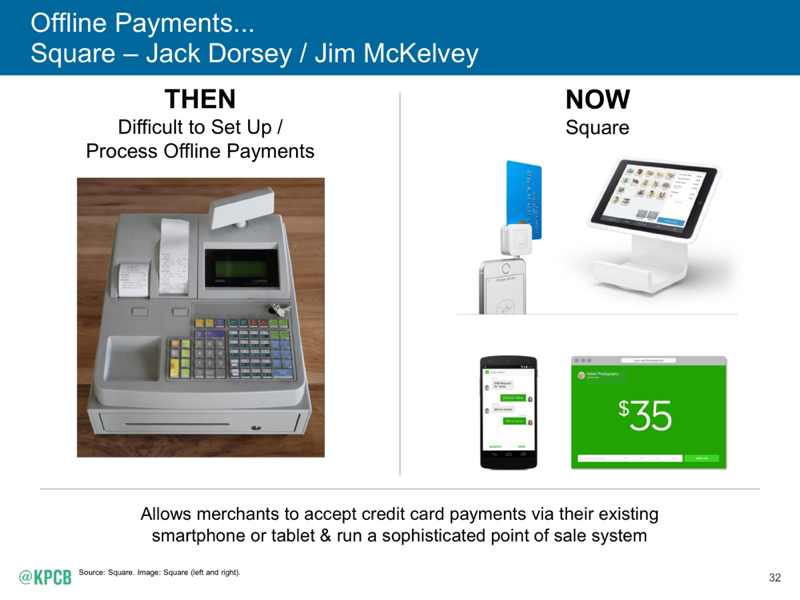 Offline Payments...
Square – Jack Dorsey / Jim McKelvey
THEN
Difficult to Set Up /
Process Offline Payments
NOW
Square
$35
Allows merchants to accept credit card payments via their existing
smartphone or tablet & run a sophisticated point of sale system
@KPCB
Source: Square. Image: Square (left and right).
32